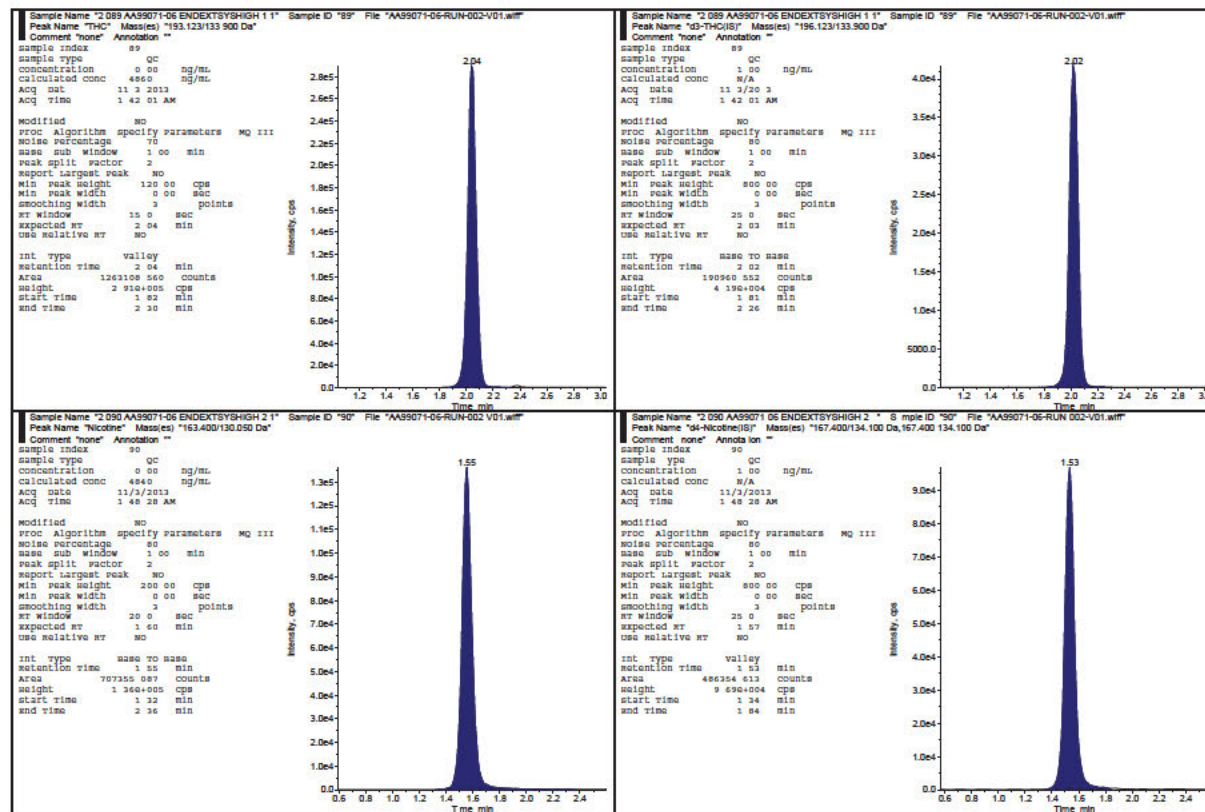 Sample Name "2 089 AA99071-06 ENDEXTSYSHIGH 1 1" Sample ID "89" File "AA99071-06-RUN-002-V01.wiff"
Peak Name "THC" Mass(es) "193.123/133 900 Da"
Comment "none" Annotation ""
Sample Index 89
Sample Type QC
Concentration 0 00 ng/mL
Calculated Conc 4860 ng/mL
Acq Dat 11 3 2013
Acq Time 1 42 01 AM
Modified NO
Proc Algorithm Specify Parameters MQ III
Noise Percentage 70
Base Sub Window 1 00 min
Peak Split Factor 2
Report Largest Peak NO
Min Peak Height 120 00 cps
Min Peak Width 0 00 sec
Smoothing Width 3 points
RT Window 15 0 sec
Expected RT 2 04 min
Use Relative RT NO
Int Type Valley
Retention Time 2 04 min
Area 1263108 560 counts
Height 2 91e+005 cps
Start Time 1 82 min
End Time 2 30 min
2.04
Intensity, cps
2.8e5
2.6e5
2.4e5
2.2e5
2.0e5
1.8e5
1.6e5
1.4e5
1.2e5
1.0e5
8.0e4
6.0e4
4.0e4
2.0e4
0.0
1.2 1.4 1.6 1.8 2.0 2.2 2.4 2.6 2.8 3.0
Time min
Sample Name "2 089 AA99071-06 ENDEXTSYSHIGH 1 1" Sample ID "89" File "AA99071-06-RUN-002-V01.wiff"
Peak Name "d3-THC(IS)" Mass(es) "196.123/133.900 Da"
Comment "none" Annotation ""
Sample Index 89
Sample Type QC
Concentration 1 00 ng/mL
Calculated Conc N/A
Acq Date 11 3/20 3
Acq Time 1 42 01 AM
Modified NO
Proc Algorithm Specify Parameters MQ III
Noise Percentage 80
Base Sub Window 1 00 min
Peak Split Factor 2
Report Largest Peak NO
Min Peak Height 800 00 cps
Min Peak Width 0 00 sec
Smoothing Width 3 points
RT Window 25 0 sec
Expected RT 2 03 min
Use Relative RT NO
Int Type Base To Base
Retention Time 2 02 min
Area 190960 552 counts
Height 4 19e+004 cps
Start Time 1 81 min
End Time 2 26 min
2.02
Intensity, cps
4.0e4
3.5e4
3.0e4
2.5e4
2.0e4
1.5e4
1.0e4
5000.0
0.0
1.2 1.4 1.6 1.8 2.0 2.2 2.4 2.6 2.8 3.0
Time min
Sample Name "2 090 AA99071-06 ENDEXTSYSHIGH 2 1" Sample ID "90" File "AA99071-06-RUN-002 V01.wiff"
Peak Name "Nicotine" Mass(es) "163.400/130.050 Da"
Comment "none" Annotation ""
Sample Index 90
Sample Type QC
Concentration 0 00 ng/mL
Calculated Conc 4840 ng/mL
Acq Date 11/3/2013
Acq Time 1 48 28 AM
Modified NO
Proc Algorithm Specify Parameters MQ III
Noise Percentage 80
Base Sub Window 1 00 min
Peak Split Factor 2
Report Largest Peak NO
Min Peak Height 200 00 cps
Min Peak Width 0 00 sec
Smoothing Width 3 points
RT Window 20 0 sec
Expected RT 1 60 min
Use Relative RT NO
Int Type Base To Base
Retention Time 1 55 min
Area 707355 087 counts
Height 1 36e+005 cps
Start Time 1 32 min
End Time 2 36 min
1.55
Intensity, cps
1.3e5
1.2e5
1.1e5
1.0e5
9.0e4
8.0e4
7.0e4
6.0e4
5.0e4
4.0e4
3.0e4
2.0e4
1.0e4
0.0
0.6 0.8 1.0 1.2 1.4 1.6 1.8 2.0 2.2 2.4
T me min
Sample Name "2 090 AA99071 06 ENDEXTSYSHIGH 2 " S mple ID "90" File "AA99071-06-RUN 002-V01.wiff"
Peak Name "d4-Nicotine(IS)" Mass(es) "167.400/134.100 Da,167.400 134.100 Da"
Comment none" Annota ion ""
Sample Index 90
Sample ype QC
Concentration 1 00 ng/mL
Calculated Conc N/A
Acq Date 11/3/2013
Acq Time 1 48 28 AM
Modified NO
Proc Algorithm Specify Parameters MQ III
Noise Percentage 80
Base Sub Window 1 00 min
Peak Split Factor 2
Report Largest Peak NO
Min Peak Height 800 00 cps
Min Peak Width 0 00 sec
Smoothing Width 3 points
RT Window 25 0 sec
Expected RT 1 57 min
Use Relative RT NO
Int Type Valley
Retention Time 1 53 min
Area 486354 613 counts
Height 9 69e+004 cps
Start Time 1 34 min
End Time 1 84 min
1.53
Intensity, cps
9.0e4
8.0e4
7.0e4
6.0e4
5.0e4
4.0e4
3.0e4
2.0e4
1.0e4
0.0
0.6 0.8 1.0 1.2 1.4 1.6 1.8 2.0 2.2 2.4
Time min